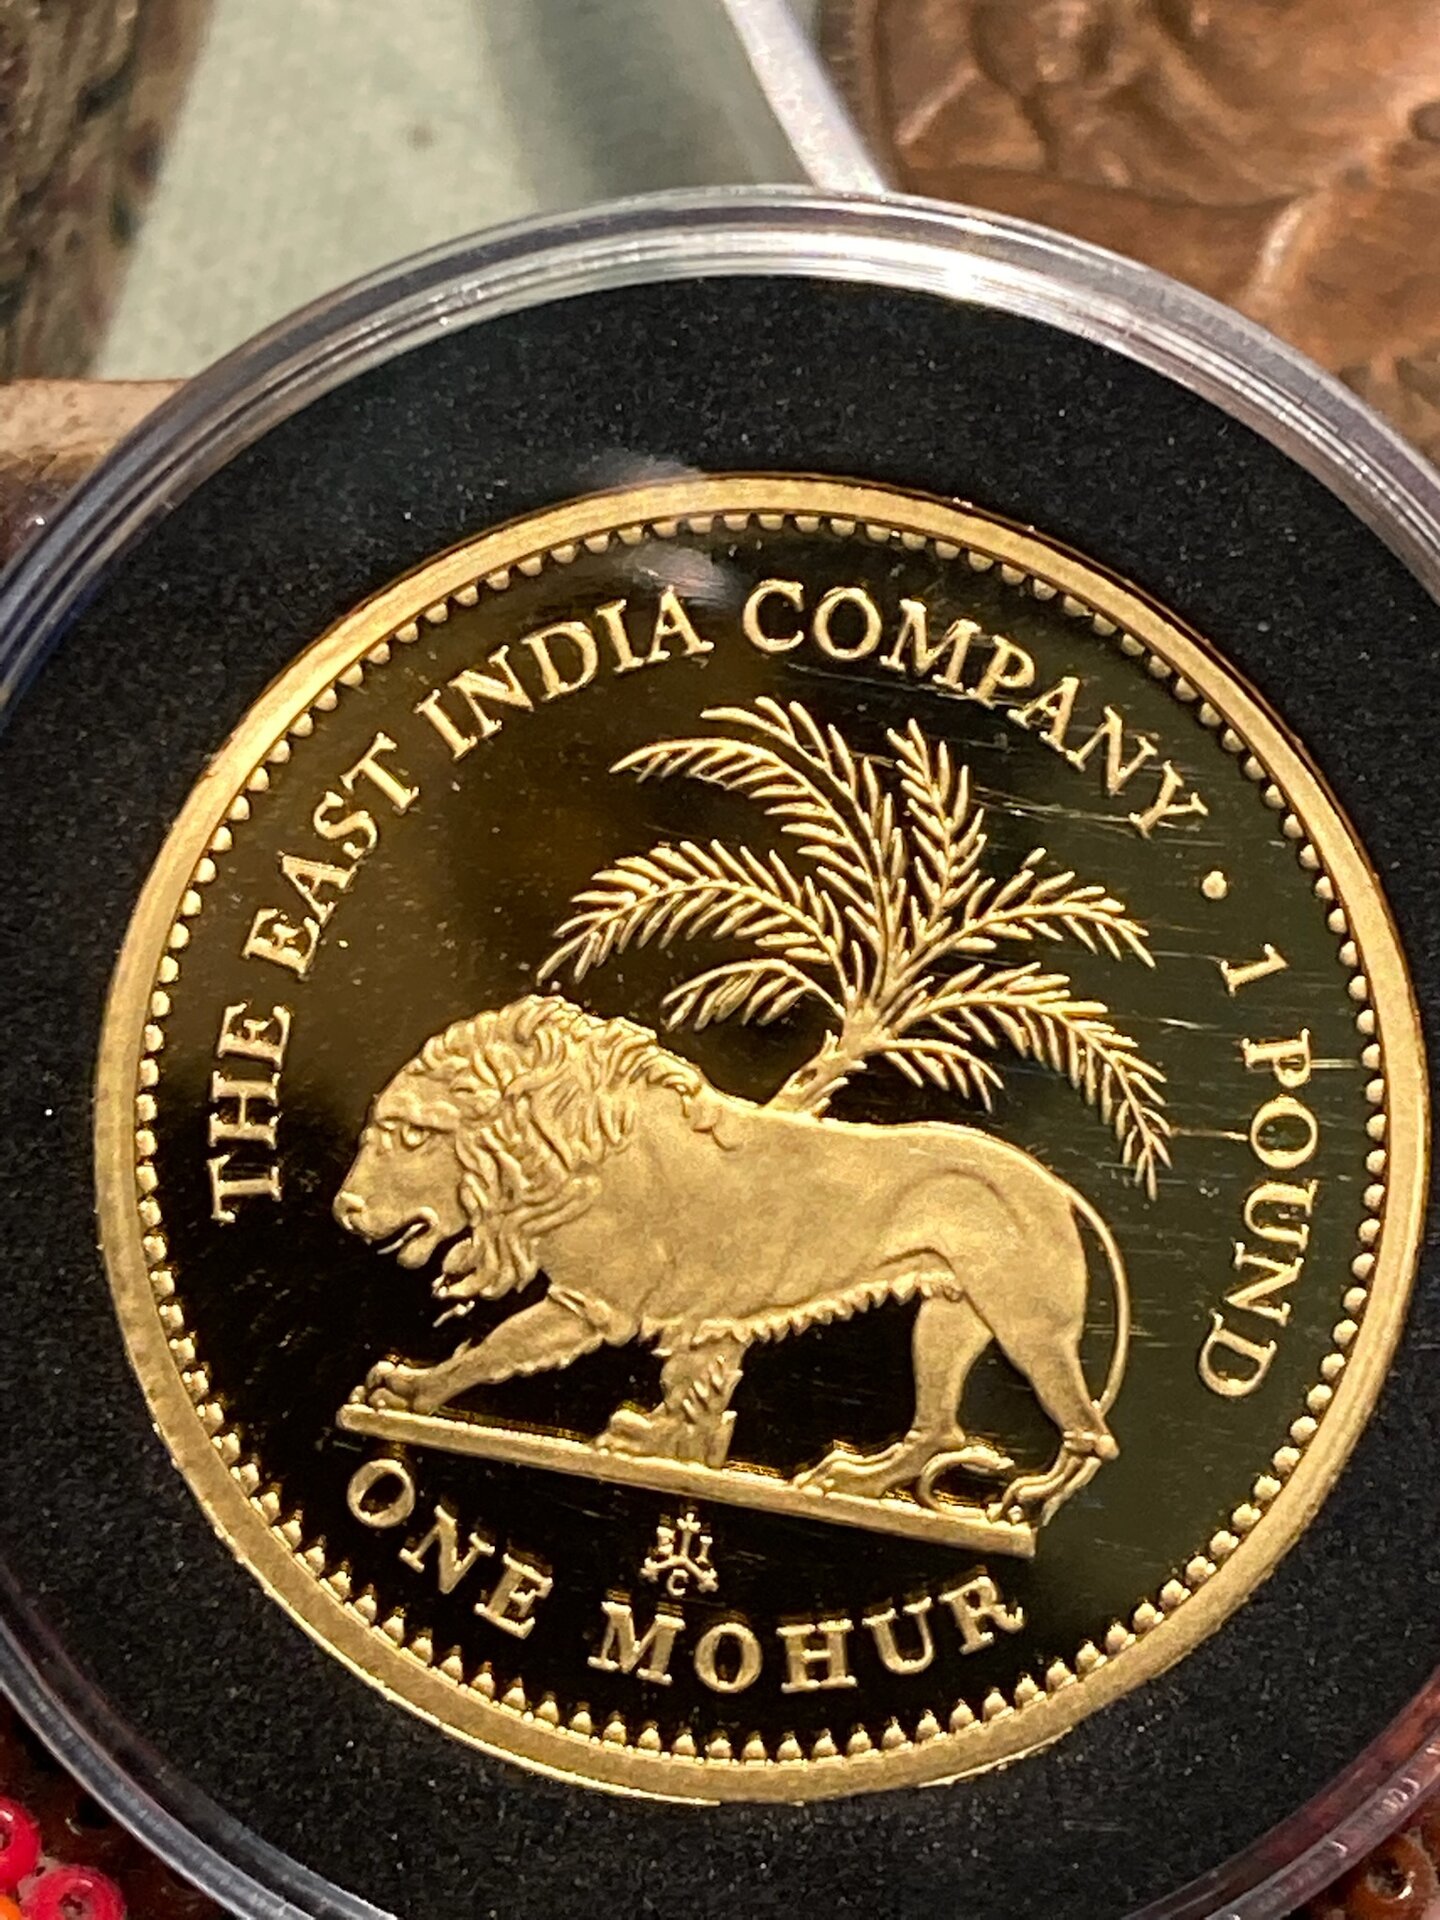 THE EAST INDIA COMPANY · 1 POUND
C
ONE MOHUR